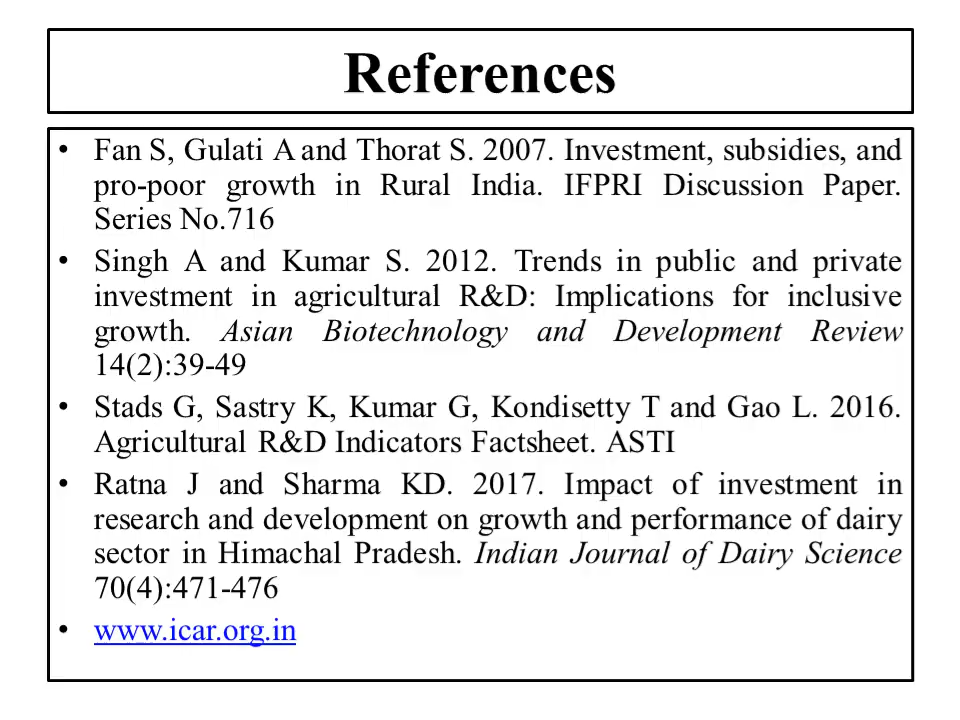 References
• Fan S, Gulati A and Thorat S. 2007. Investment, subsidies, and
pro-poor growth in Rural India. IFPRI Discussion Paper.
Series No.716
• Singh A and Kumar S. 2012. Trends in public and private
investment in agricultural R&D: Implications for inclusive
growth. Asian Biotechnology and Development Review
14(2):39-49
• Stads G, Sastry K, Kumar G, Kondisetty T and Gao L. 2016.
Agricultural R&D Indicators Factsheet. ASTI
• Ratna J and Sharma KD. 2017. Impact of investment in
research and development on growth and performance of dairy
sector in Himachal Pradesh. Indian Journal of Dairy Science
70(4):471-476
• www.icar.org.in